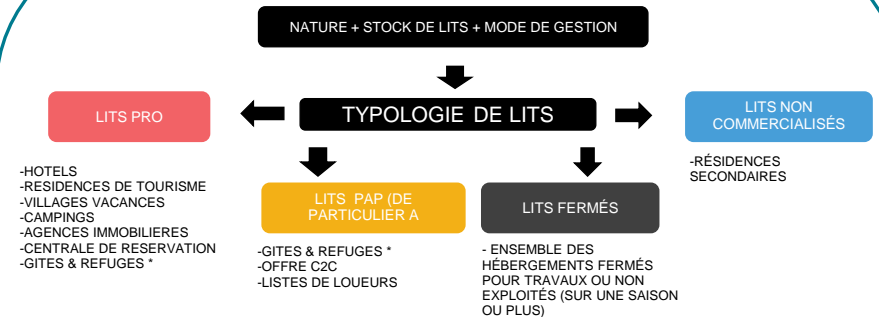 NATURE + STOCK DE LITS + MODE DE GESTION
TYPOLOGIE DE LITS
LITS PRO
-HOTELS
-RESIDENCES DE TOURISME
-VILLAGES VACANCES
-CAMPINGS
-AGENCES IMMOBILIERES
-CENTRALE DE RESERVATION
-GITES & REFUGES *
LITS PAP (DE
PARTICULIER A
-GITES & REFUGES *
-OFFRE C2C
-LISTES DE LOUEURS
LITS FERMÉS
- ENSEMBLE DES
HÉBERGEMENTS FERMÉS
POUR TRAVAUX OU NON
EXPLOITÉS (SUR UNE SAISON
OU PLUS)
LITS NON
COMMERCIALISÉS
-RÉSIDENCES
SECONDAIRES